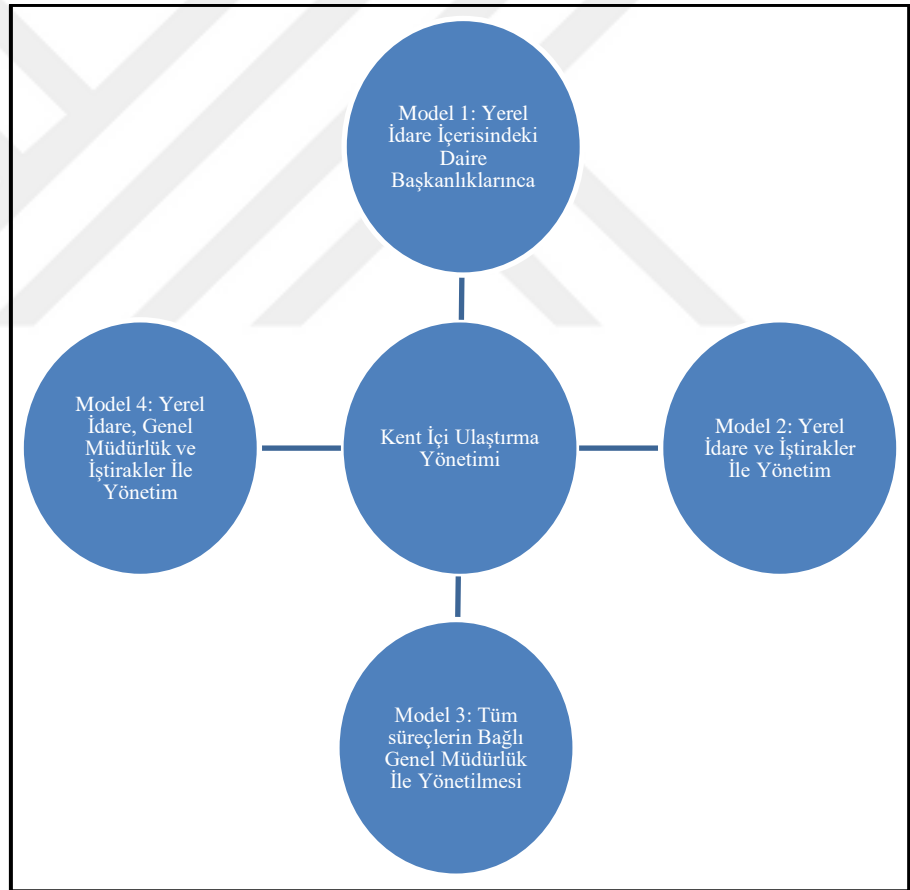 Model 1: Yerel
İdare İçerisindeki
Daire
Başkanlıklarınca
Model 4: Yerel
İdare, Genel
Müdürlük ve
İştirakler İle
Yönetim
Kent İçi Ulaştırma
Yönetimi
Model 2: Yerel
İdare ve İştirakler
İle Yönetim
Model 3: Tüm
süreçlerin Bağlı
Genel Müdürlük
İle Yönetilmesi